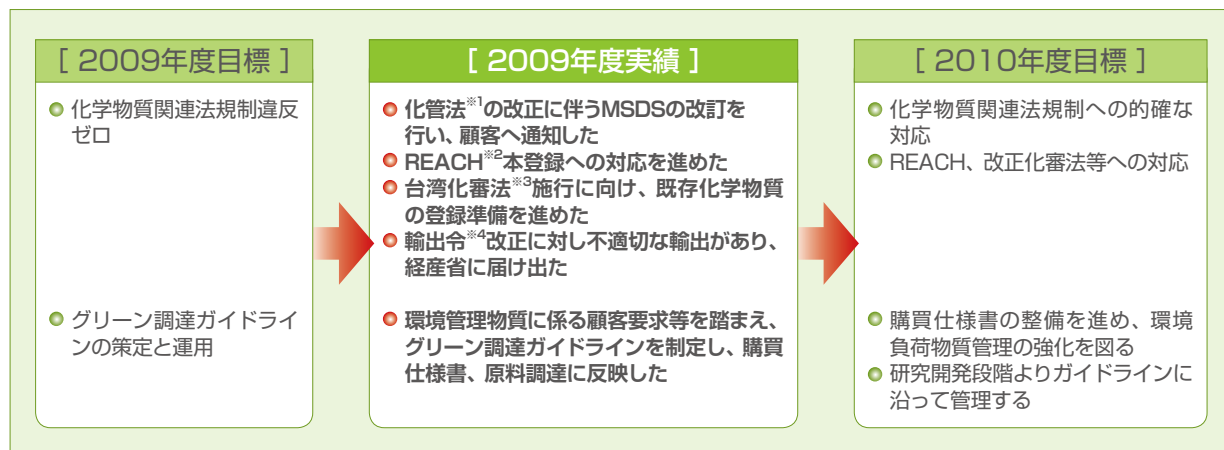 [ 2009年度目標 ]
化学物質関連法規制違反
ゼロ
グリーン調達ガイドライ
ンの策定と運用
[ 2009年度実績 ]
化管法※1の改正に伴うMSDSの改訂を
行い、顧客へ通知した
REACH※2本登録への対応を進めた
台湾化審法※3施行に向け、既存化学物質
の登録準備を進めた
輸出令※4改正に対し不適切な輸出があり、
経産省に届け出た
環境管理物質に係る顧客要求等を踏まえ、
グリーン調達ガイドラインを制定し、購買
仕様書、原料調達に反映した
[ 2010年度目標 ]
化学物質関連法規制への的確な
対応
REACH、改正化審法等への対応
購買仕様書の整備を進め、環境
負荷物質管理の強化を図る
研究開発段階よりガイドラインに
沿って管理する